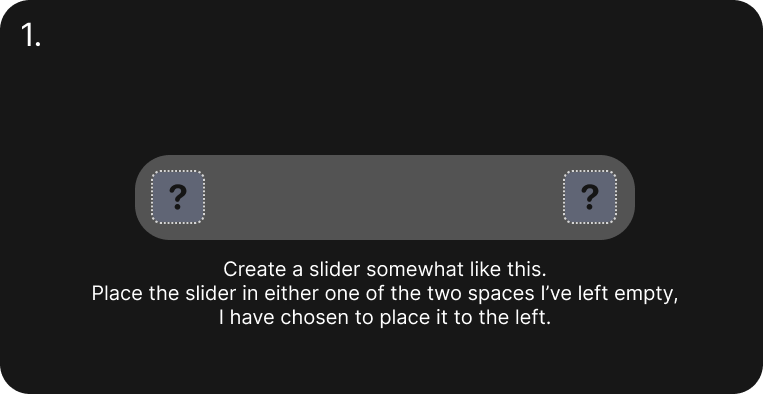 1.
? ?
Create a slider somewhat like this.
Place the slider in either one of the two spaces I’ve left empty,
I have chosen to place it to the left.